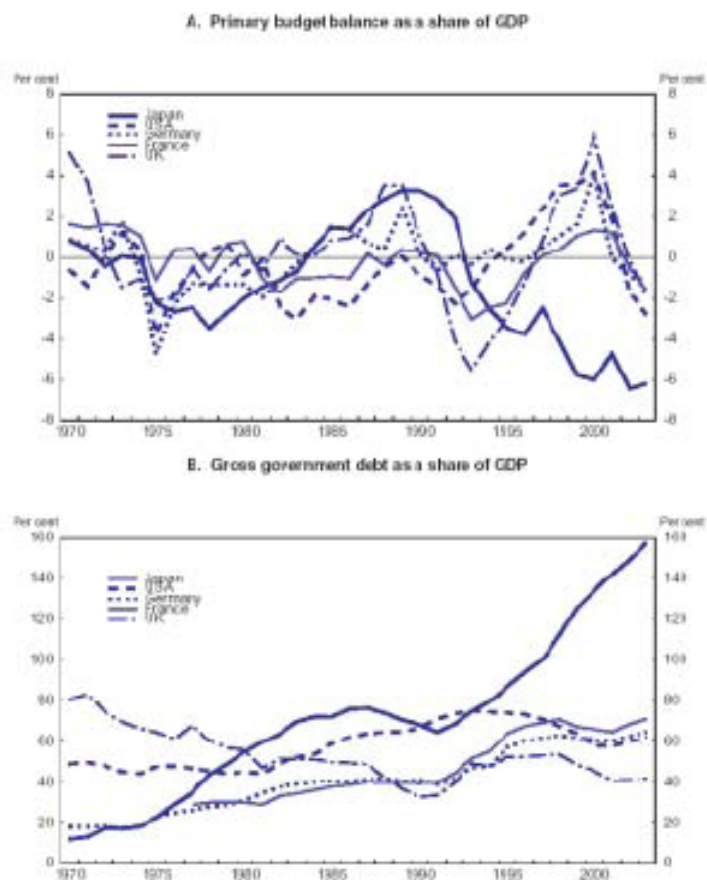 A. Primary budget balance as a share of GDP
Per cent Per cent
8 8
Japan
USA
6 6
Germany
France
UK
4 4
2 2
0 0
-2 -2
-4 -4
-6 -6
-8 -8
1970 1975 1980 1985 1990 1995 2000
B. Gross government debt as a share of GDP
Per cent Per cent
160 160
Japan
140 140
USA
Germany
France
120 120
UK
100 100
80 80
60 60
40 40
20 20
0 0
1970 1975 1980 1985 1990 1995 2000